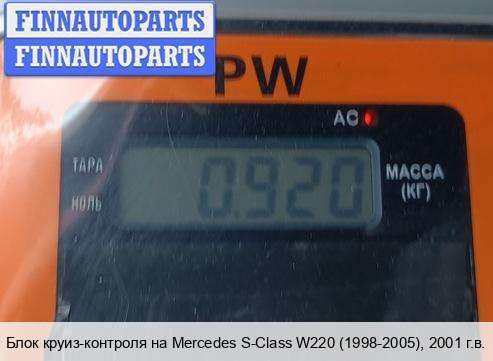 FINNAUTOPARTS
FINNAUTOPARTS
PW
AC
ТАРА
НОЛЬ
0.920
МАССА
(КГ)
Блок круиз-контроля на Mercedes S-Class W220 (1998-2005), 2001 г.в.